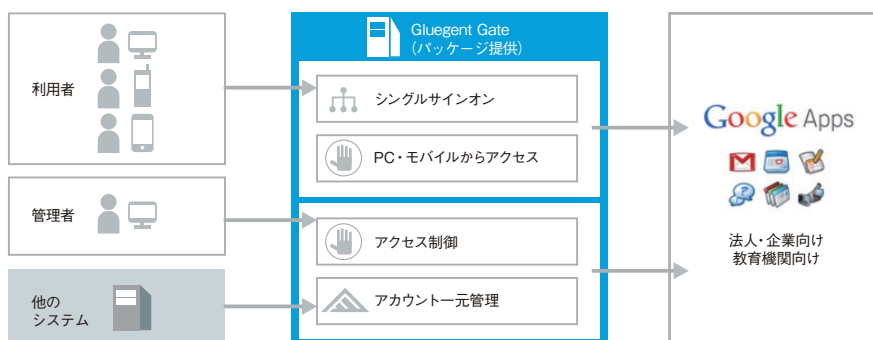 利用者
管理者
他の
システム
Gluegent Gate
(パッケージ提供)
シングルサインオン
PC・モバイルからアクセス
アクセス制御
アカウント一元管理
Google Apps
法人・企業向け
教育機関向け